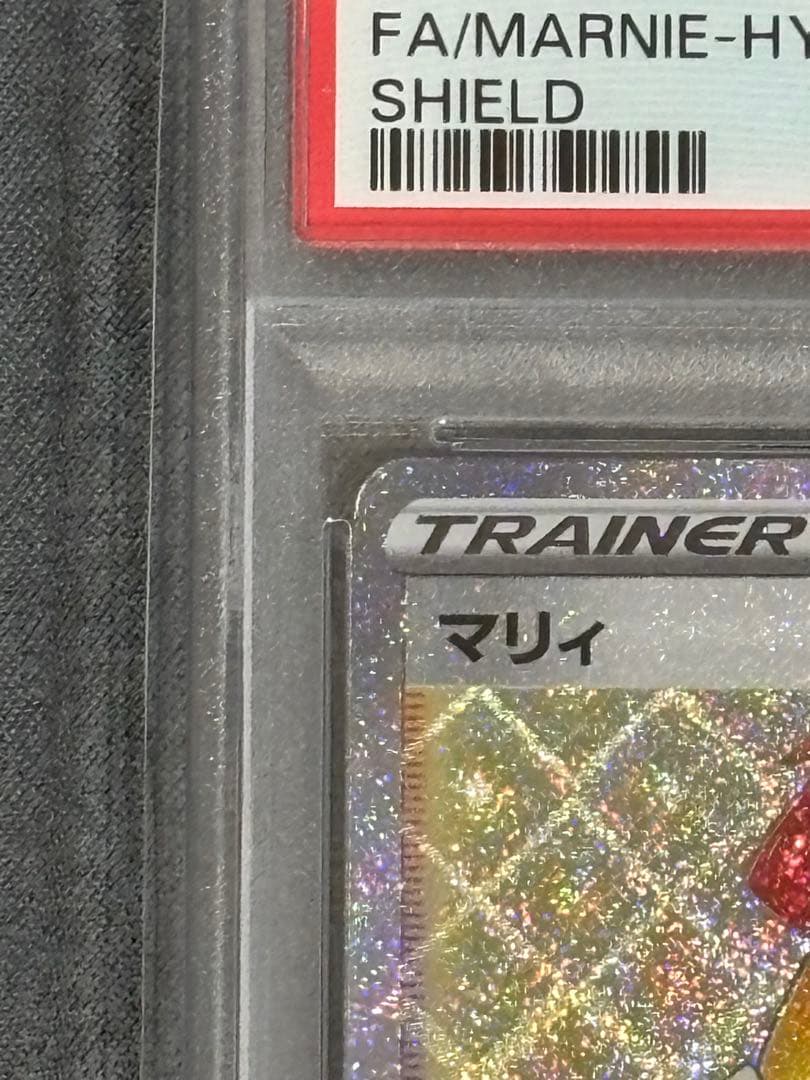 FA/MARNIE-HY
SHIELD
TRAINER
マリィ